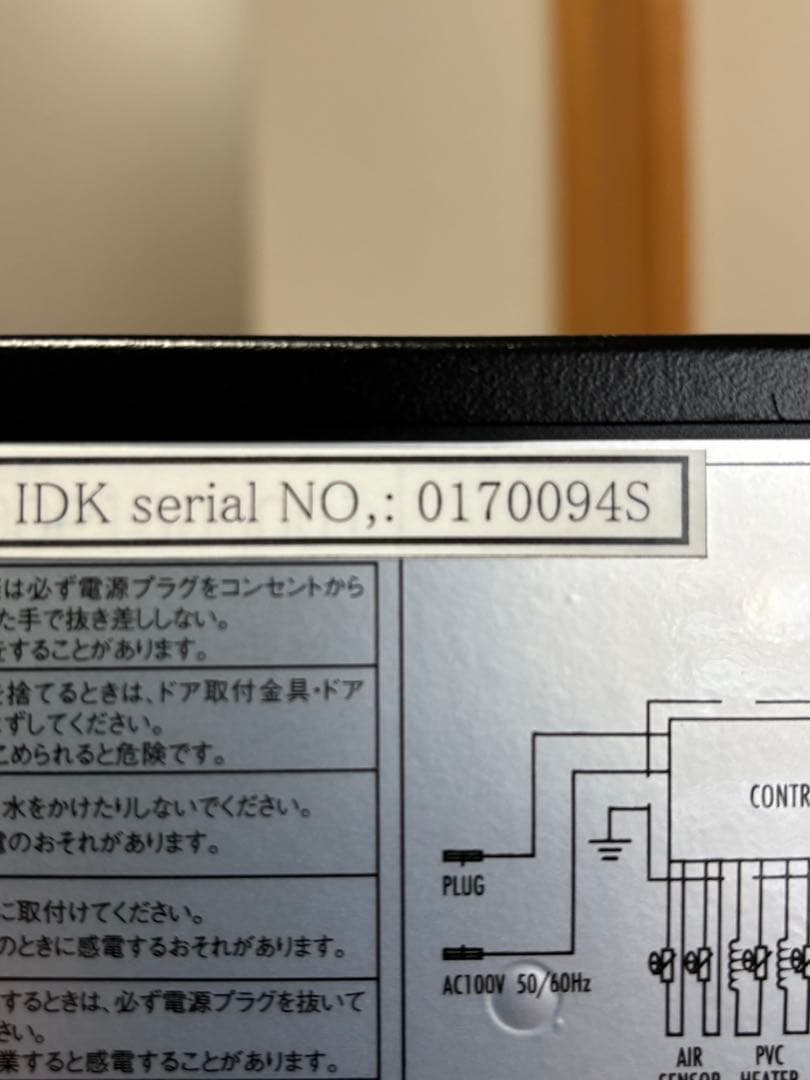 IDK serial NO,: 0170094S
は必ず電源プラグをコンセントから
た手で抜き差ししない。
をすることがあります。
捨てるときは、ドア取付金具・ドア
ずしてください。
こめられると危険です。
水をかけたりしないでください。
電のおそれがあります。
に取付けてください。
のときに感電するおそれがあります。
するときは、必ず電源プラグを抜いて
さい。
業すると感電することがあります。
CONTR
PLUG
AC100V 50/60Hz
AIR
SENSOR
PVC
HEATER